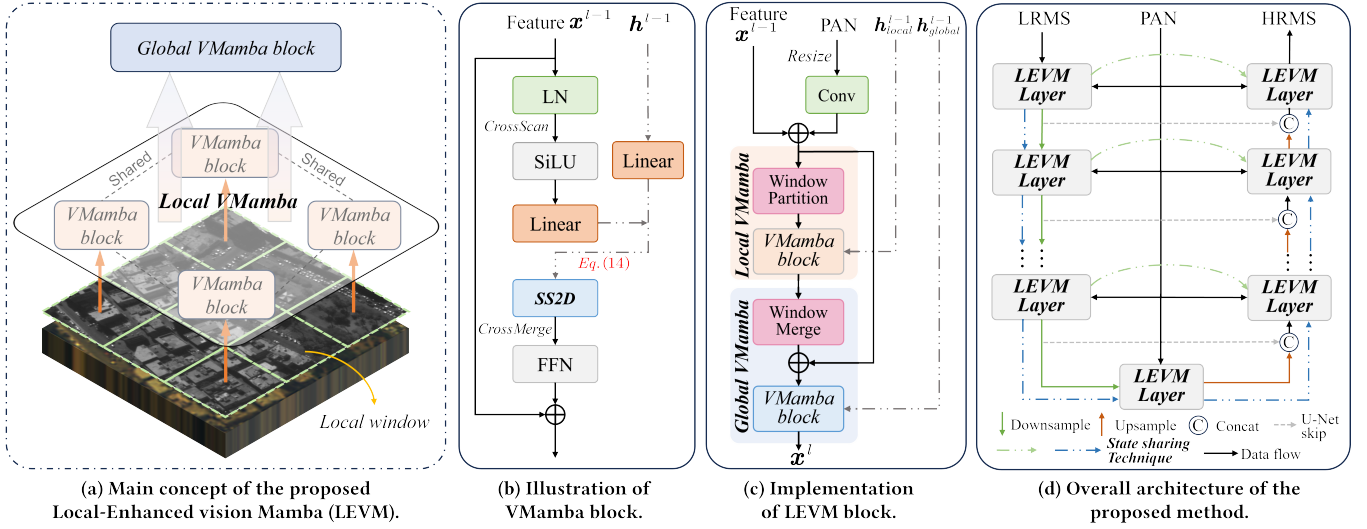 Global VMamba block
VMamba
block
Shared
Shared
Local VMamba
VMamba
block
VMamba
block
VMamba
block
Local window
(a) Main concept of the proposed
Local-Enhanced vision Mamba (LEVM).
Feature x^{l-1}
h^{l-1}
LN
CrossScan
SiLU
Linear
Linear
Eq.(14)
SS2D
CrossMerge
FFN
(b) Illustration of
VMamba block.
Feature
x^{l-1}
PAN
h^{l-1}_{local} h^{l-1}_{global}
Resize
Conv
Local VMamba
Window
Partition
VMamba
block
Global VMamba
Window
Merge
VMamba
block
x^l
(c) Implementation
of LEVM block.
LRMS
PAN
HRMS
LEVM
Layer
LEVM
Layer
C
LEVM
Layer
LEVM
Layer
C
LEVM
Layer
LEVM
Layer
C
LEVM
Layer
Downsample
Upsample
C Concat
U-Net
skip
State sharing
Technique
Data flow
(d) Overall architecture of the
proposed method.